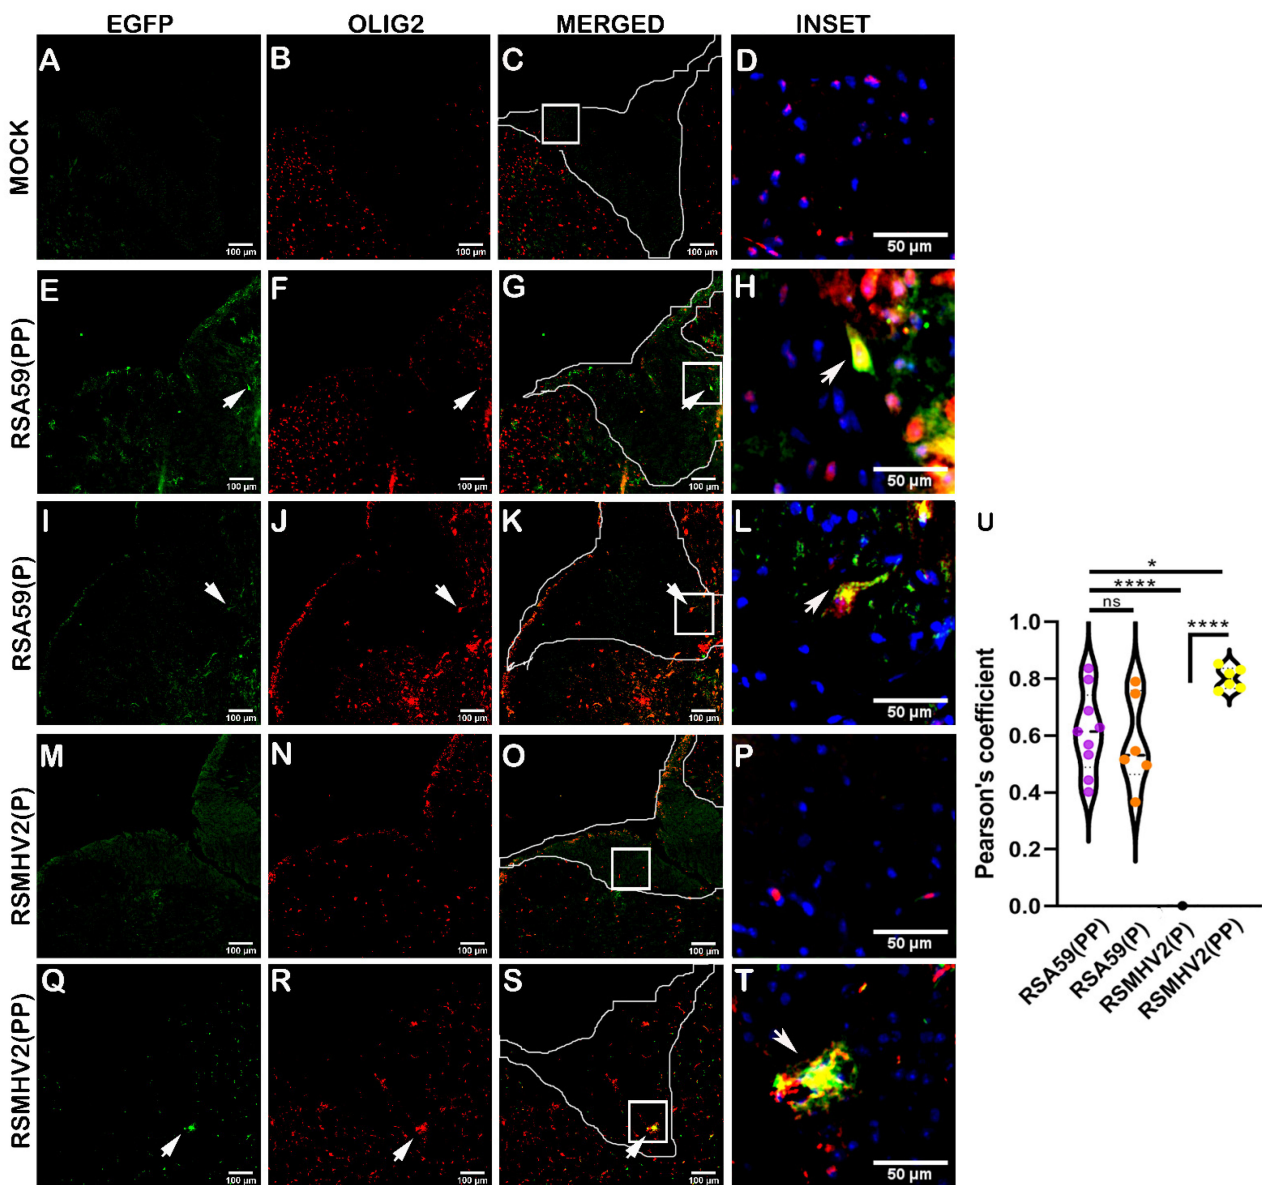 EGFP OLIG2 MERGED INSET
MOCK
A B C D
100 µm 100 µm 100 µm 50 µm
RSA59(PP)
E F G H
100 µm 100 µm 100 µm 50 µm
RSA59(P)
I J K L
100 µm 100 µm 100 µm 50 µm
RSMHV2(P)
M N O P
100 µm 100 µm 100 µm 50 µm
RSMHV2(PP)
Q R S T
100 µm 100 µm 100 µm 50 µm
U
*
****
ns
****
Pearson's coefficient
1.0
0.8
0.6
0.4
0.2
0.0
RSA59(PP)
RSA59(P)
RSMHV2(P)
RSMHV2(PP)